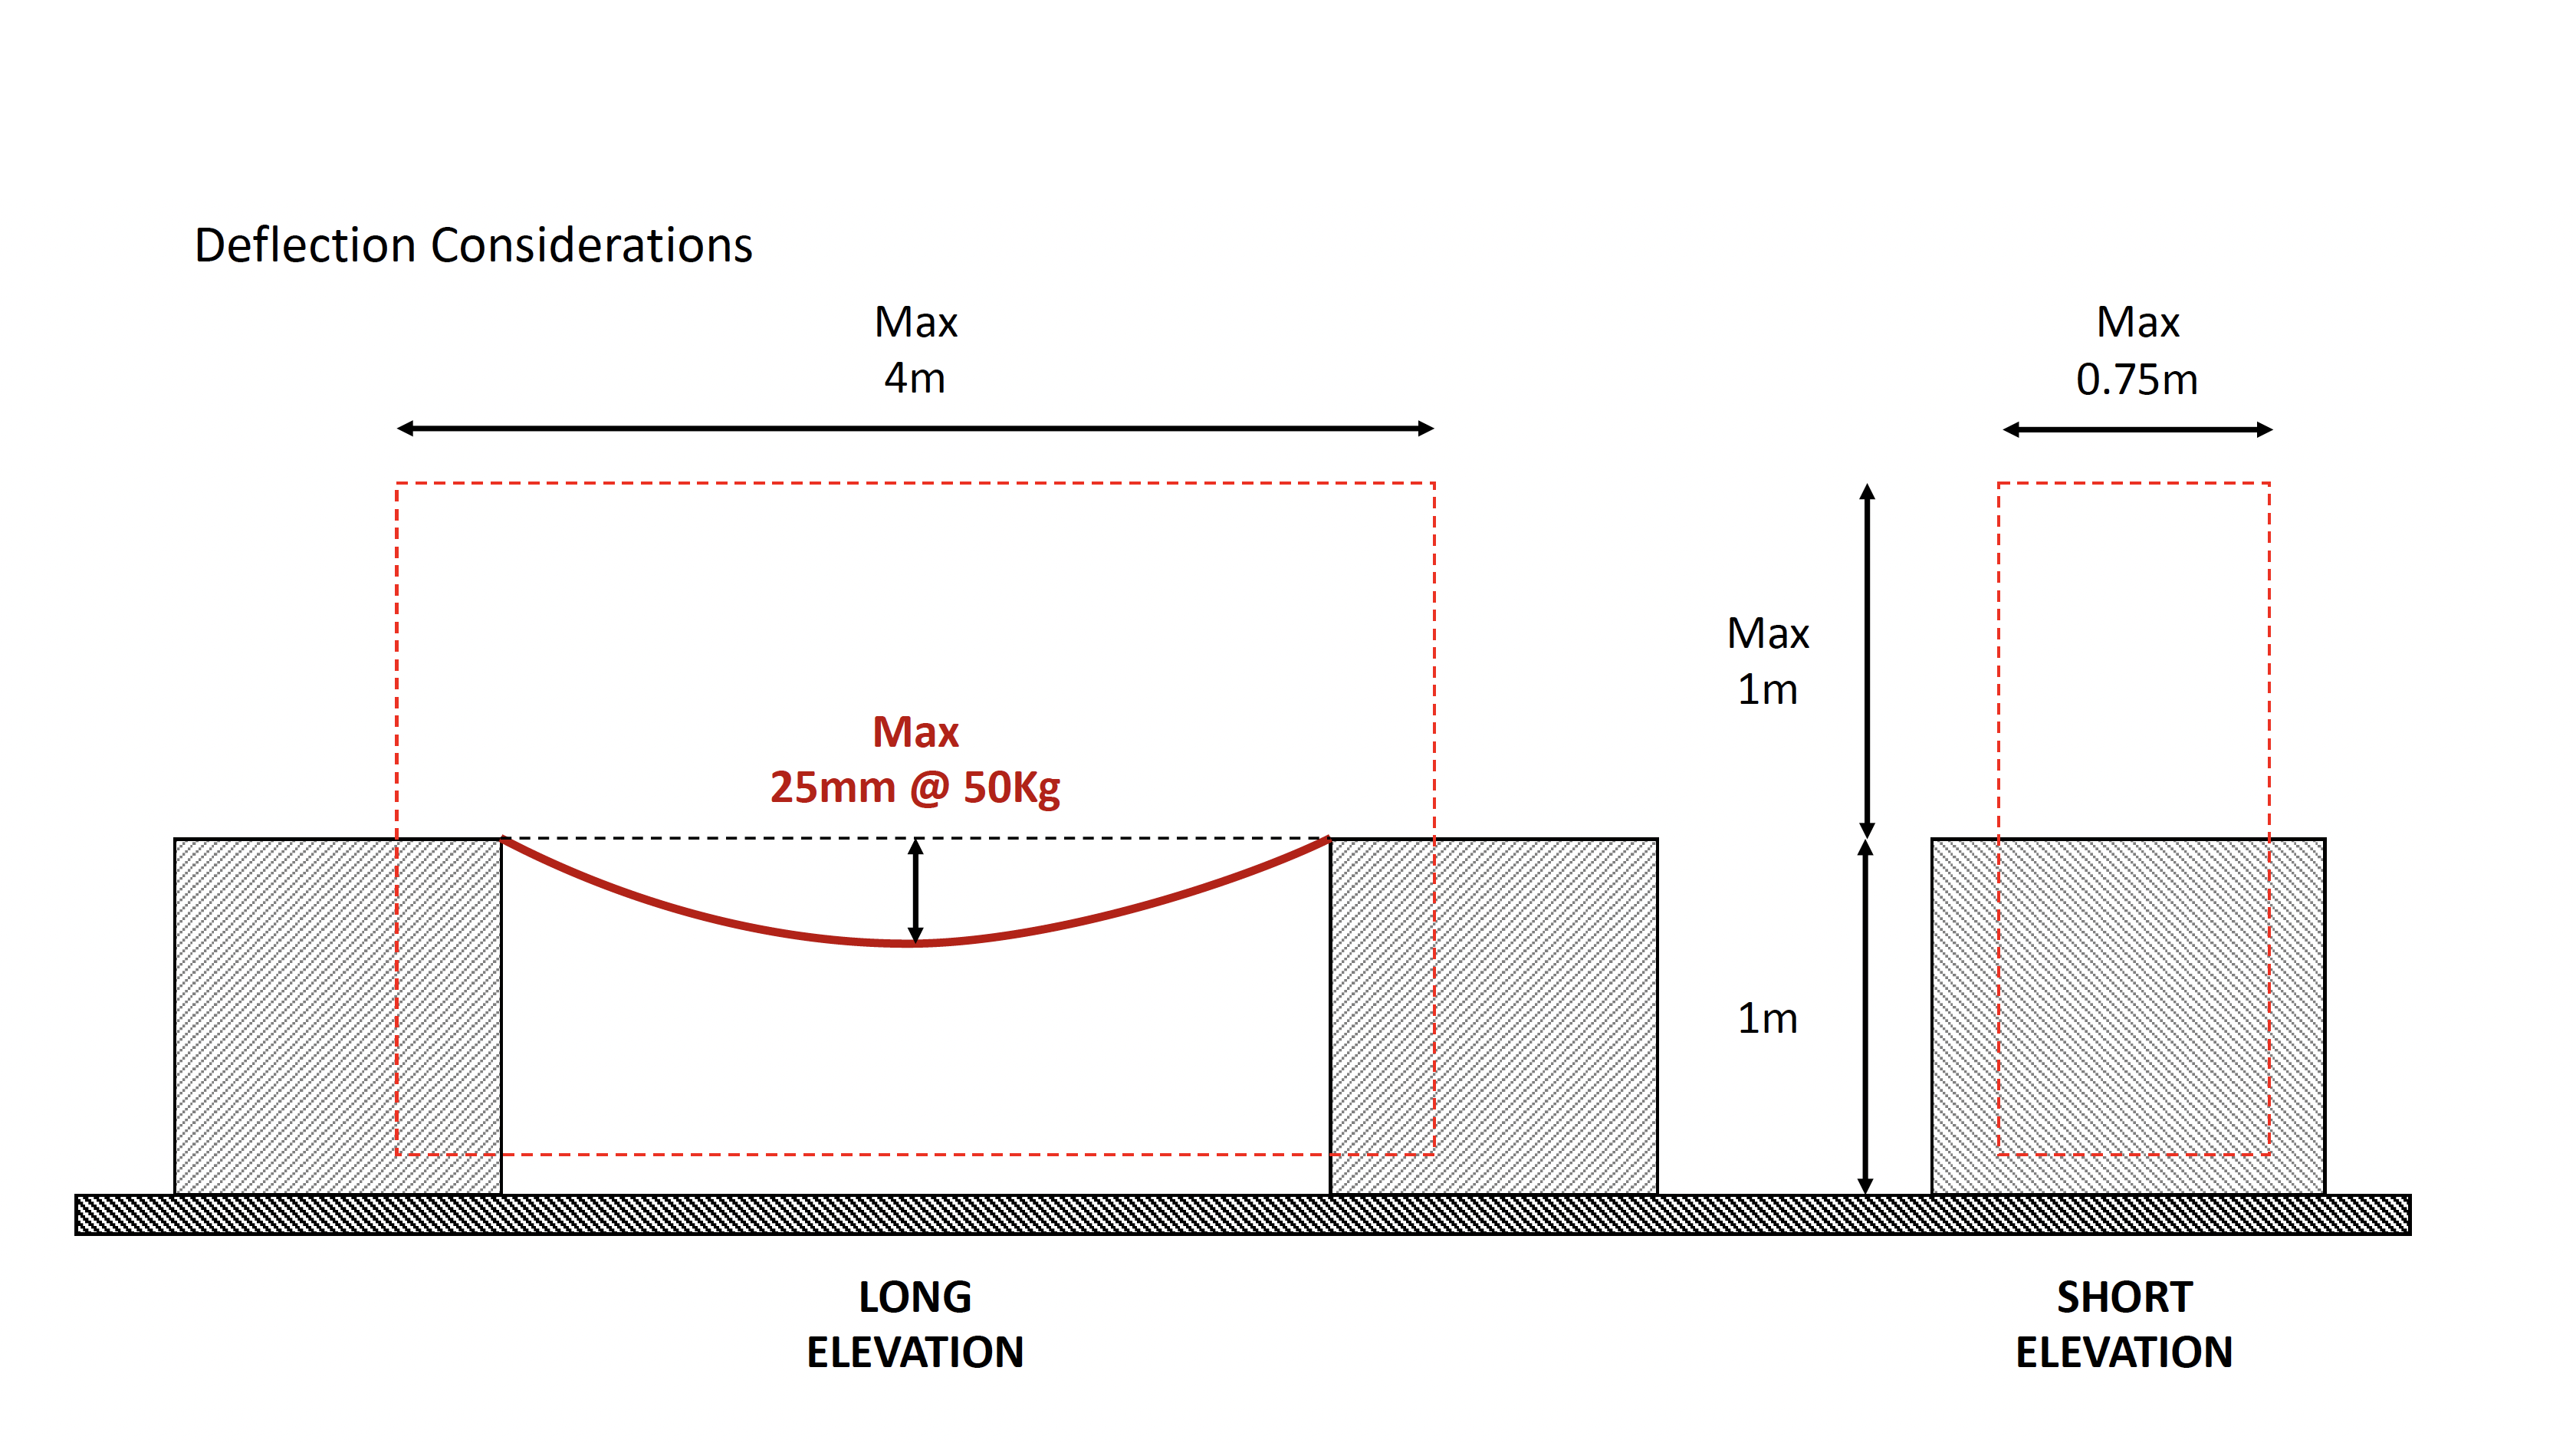 Deflection Considerations
Max
4m
Max
0.75m
Max
1m
Max
25mm @ 50Kg
1m
LONG
ELEVATION
SHORT
ELEVATION